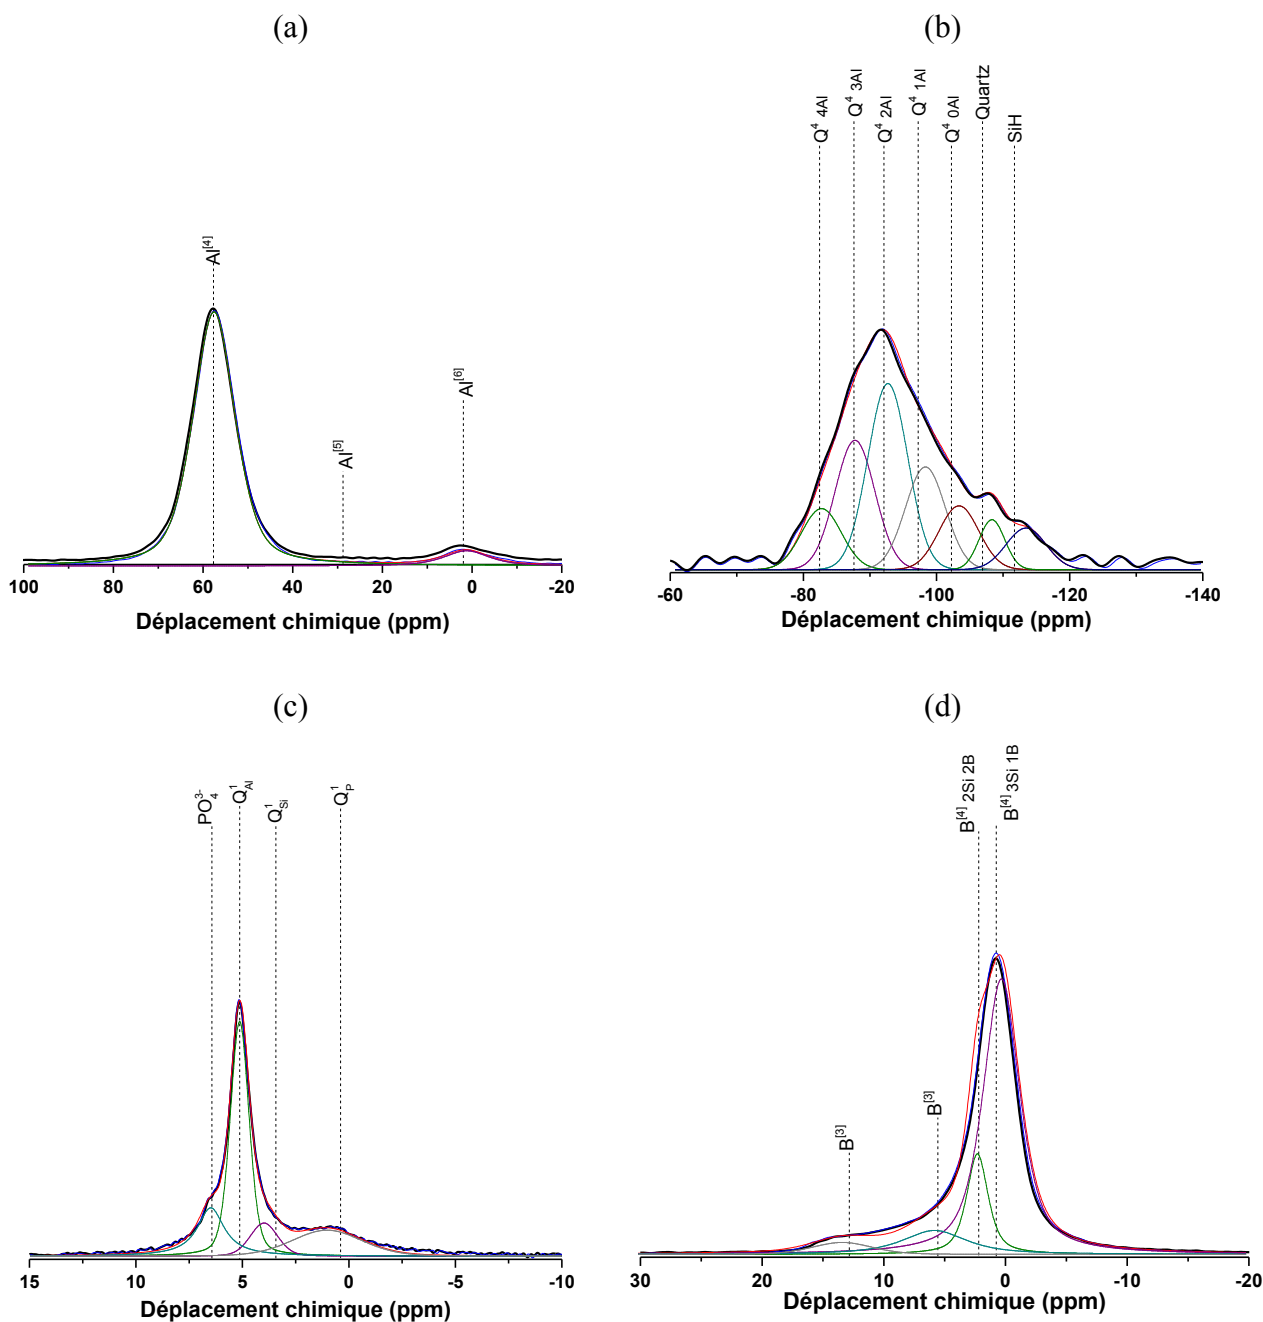 (a)
(b)
Al[4]
Al[5]
Al[6]
100 80 60 40 20 0 -20
Déplacement chimique (ppm)
Q4 4Al
Q4 3Al
Q4 2Al
Q4 1Al
Q4 0Al
Quartz
SiH
-60 -80 -100 -120 -140
Déplacement chimique (ppm)
(c)
(d)
PO43-
Q1Al
Q1Si
Q1P
15 10 5 0 -5 -10
Déplacement chimique (ppm)
B[3]
B[3]
B[4] 2Si 2B
B[4] 3Si 1B
30 20 10 0 -10 -20
Déplacement chimique (ppm)